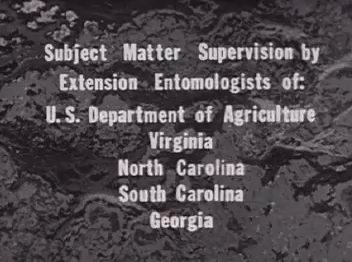 Subject Matter Supervision by
Extension Entomologists of:
U. S. Department of Agriculture
Virginia
North Carolina
South Carolina
Georgia